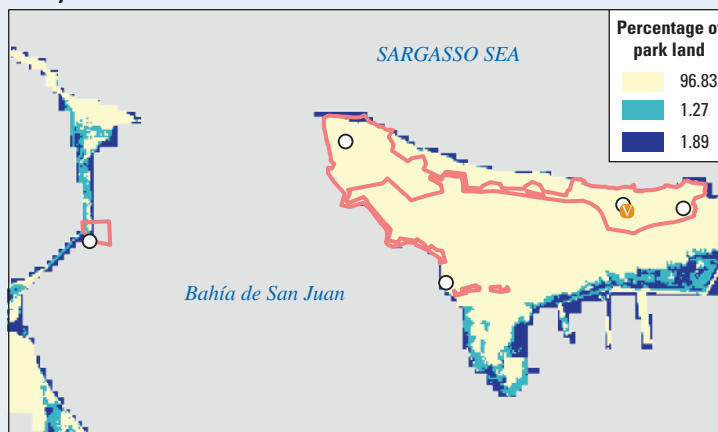 SARGASSO SEA
Percentage of
park land
96.83
1.27
1.89
V
Bahía de San Juan